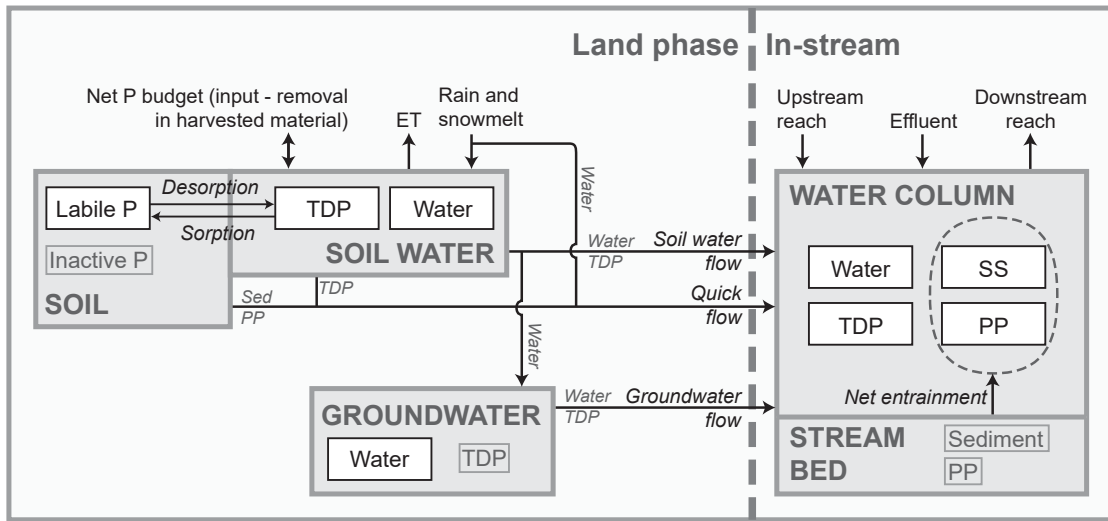 Land phase
In-stream
Net P budget (input - removal
in harvested material)
ET
Rain and
snowmelt
Upstream
reach
Effluent
Downstream
reach
Labile P
Desorption
Sorption
TDP
Water
Inactive P
SOIL WATER
SOIL
Water
Water
TDP
Soil water
flow
TDP
Sed
PP
Quick
flow
Water
GROUNDWATER
Water
TDP
Water
TDP
Groundwater
flow
WATER COLUMN
Water
SS
TDP
PP
Net entrainment
STREAM
BED
Sediment
PP